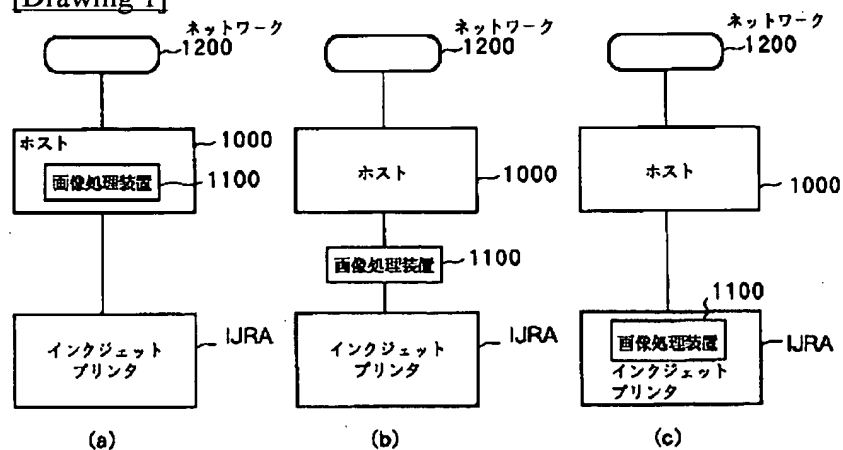 [Drawing 1]
ネットワーク
1200
ホスト
1000
画像処理装置
1100
インクジェット
プリンタ
IJRA
(a)
ネットワーク
1200
ホスト
1000
画像処理装置
1100
インクジェット
プリンタ
IJRA
(b)
ネットワーク
1200
ホスト
1000
1100
画像処理装置
インクジェット
プリンタ
IJRA
(c)